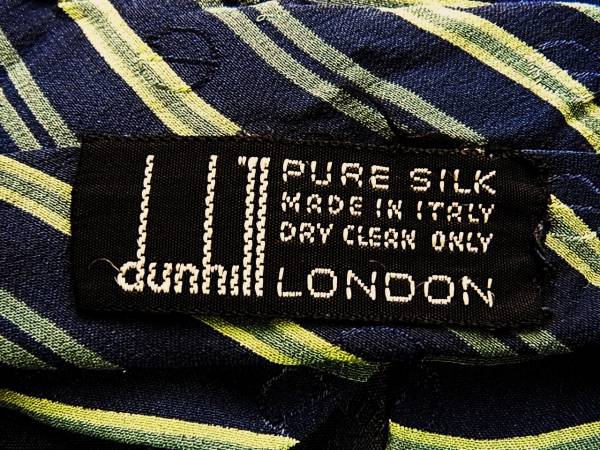 PURE SILK
MADE IN ITALY
DRY CLEAN ONLY
dunhill LONDON